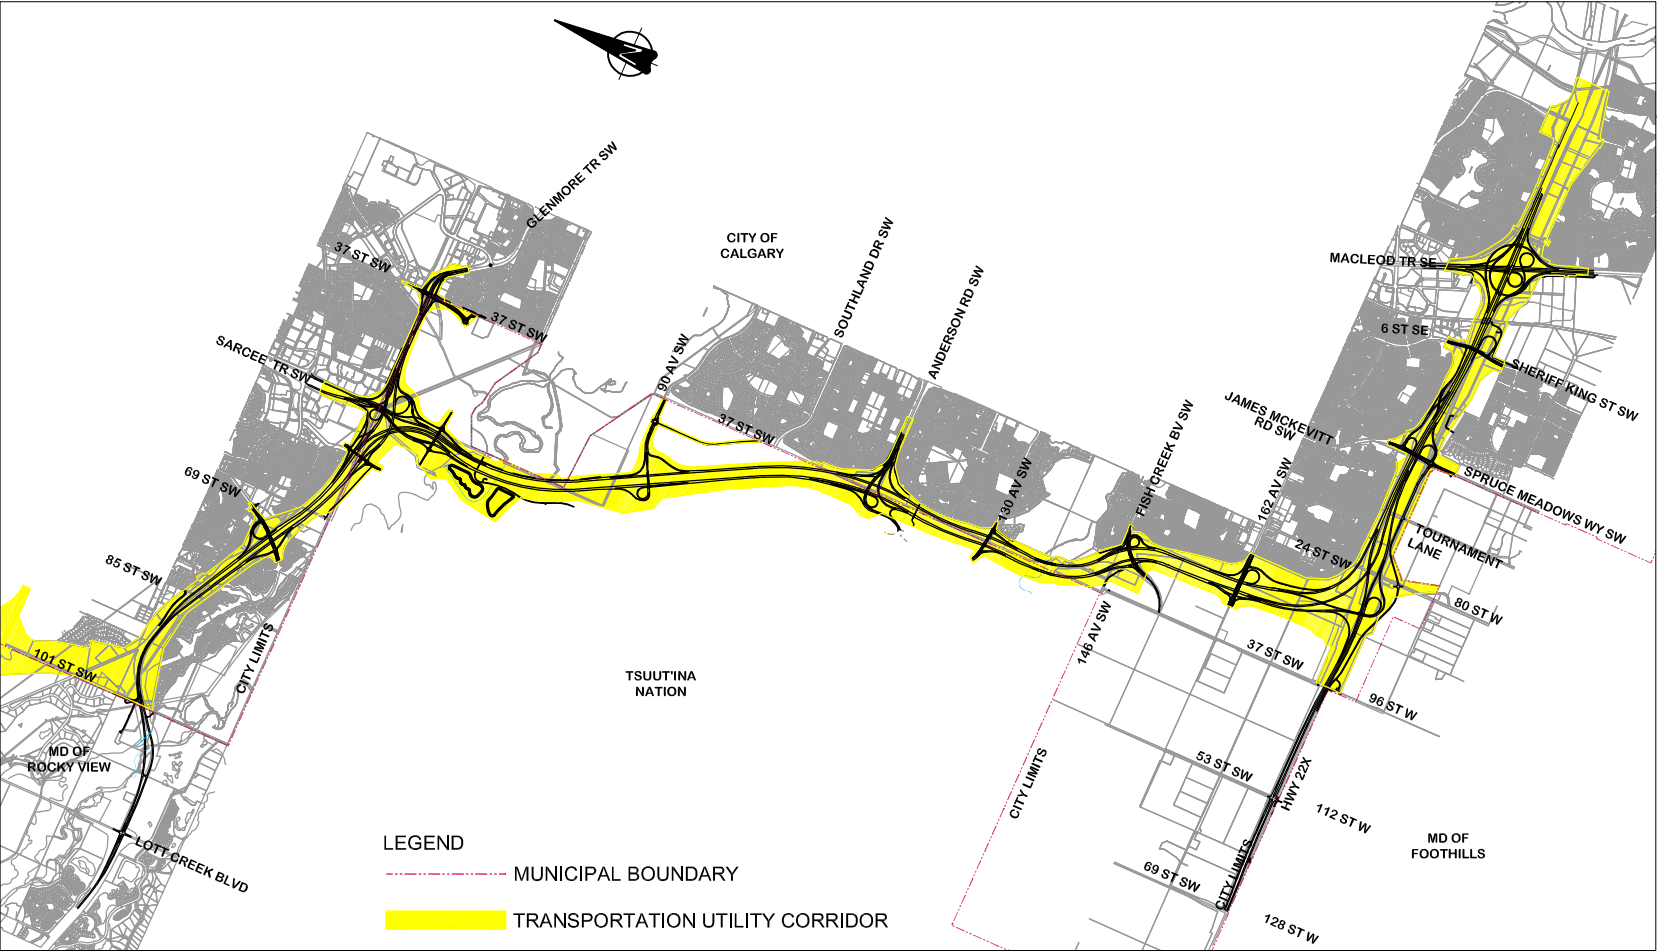 GLENMORE TR SW
37 ST SW
CITY OF
CALGARY
SOUTHLAND DR SW
ANDERSON RD SW
MACLEOD TR SE
37 ST SW
6 ST SE
SARCEE TR SW
90 AV SW
SHERIFF KING ST SW
37 ST SW
JAMES MCKEVITT
RD SW
FISH CREEK BV SW
69 ST SW
130 AV SW
162 AV SW
SPRUCE MEADOWS WY SW
24 ST SW
TOURNAMENT
LANE
85 ST SW
80 ST W
146 AV SW
CITY LIMITS
37 ST SW
101 ST SW
TSUUT'INA
NATION
96 ST W
MD OF
ROCKY VIEW
53 ST SW
CITY LIMITS
HWY 22X
112 ST W
MD OF
FOOTHILLS
LOTT CREEK BLVD
69 ST SW
CITY LIMITS
128 ST W
LEGEND
MUNICIPAL BOUNDARY
TRANSPORTATION UTILITY CORRIDOR